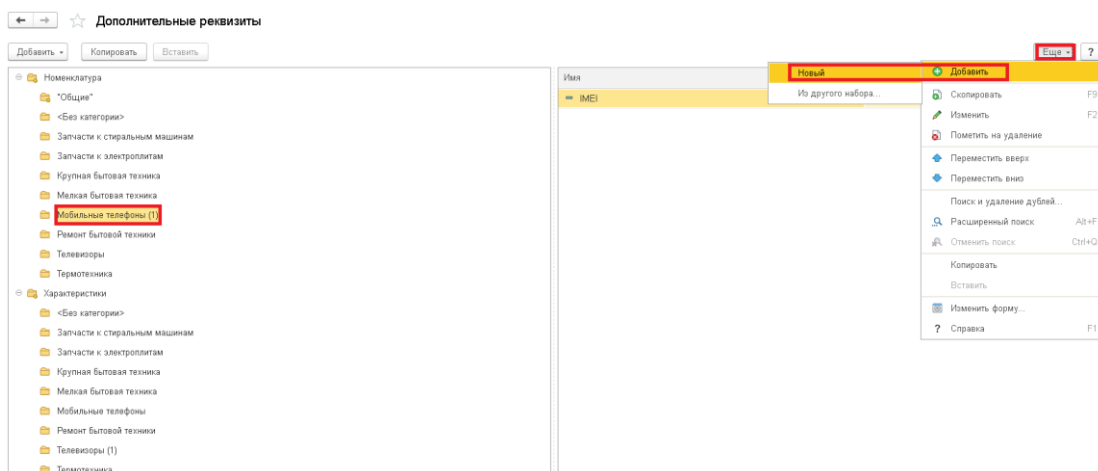 Дополнительные реквизиты
Добавить Копировать Вставить Еще ?
Номенклатура
"Общие"
<Без категории>
Запчасти к стиральным машинам
Запчасти к электроплитам
Крупная бытовая техника
Мелкая бытовая техника
Мобильные телефоны (1)
Ремонт бытовой техники
Телевизоры
Термотехника
Характеристики
<Без категории>
Запчасти к стиральным машинам
Запчасти к электроплитам
Крупная бытовая техника
Мелкая бытовая техника
Мобильные телефоны
Ремонт бытовой техники
Телевизоры (1)
Термотехника
Имя
IMEI
Новый
Из другого набора...
Добавить
Скопировать F9
Изменить F2
Пометить на удаление
Переместить вверх
Переместить вниз
Поиск и удаление дублей...
Расширенный поиск Alt+F
Отменить поиск Ctrl+Q
Копировать
Вставить
Изменить форму...
? Справка F1